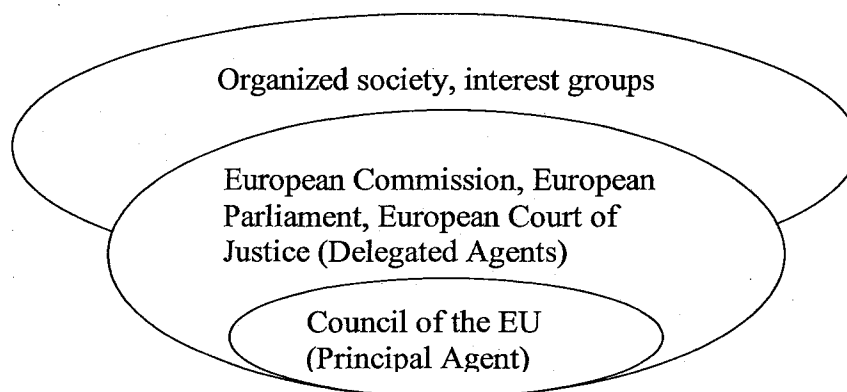 Organized society, interest groups
European Commission, European
Parliament, European Court of
Justice (Delegated Agents)
Council of the EU
(Principal Agent)